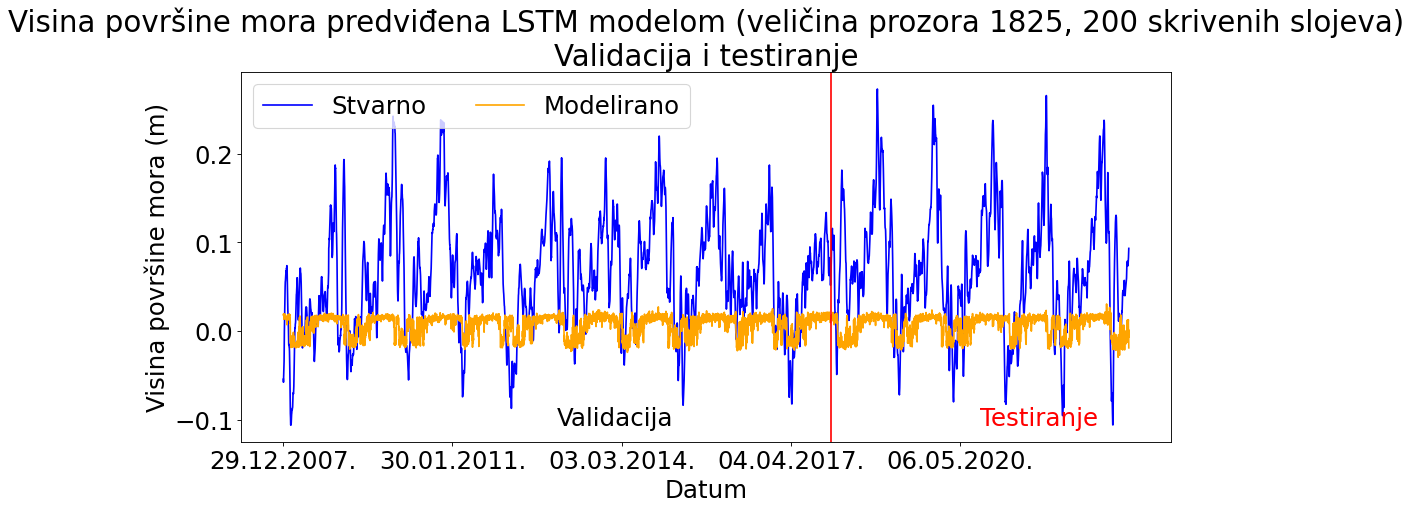 Visina površine mora predviđena LSTM modelom (veličina prozora 1825, 200 skrivenih slojeva)
Validacija i testiranje
Stvarno
Modelirano
Visina površine mora (m)
0.2
0.1
0.0
−0.1
Validacija
Testiranje
29.12.2007.
30.01.2011.
03.03.2014.
04.04.2017.
06.05.2020.
Datum